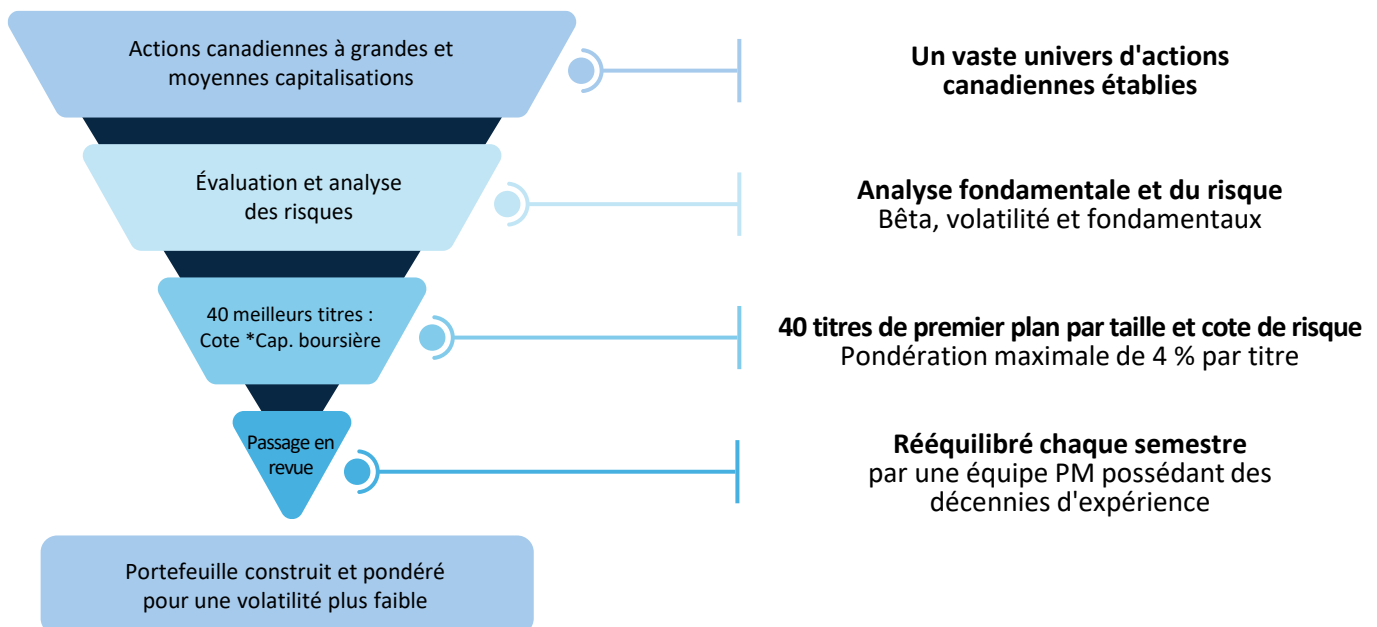 Actions canadiennes à grandes et
moyennes capitalisations
Un vaste univers d'actions
canadiennes établies
Évaluation et analyse
des risques
Analyse fondamentale et du risque
Bêta, volatilité et fondamentaux
40 meilleurs titres :
Cote *Cap. boursière
40 titres de premier plan par taille et cote de risque
Pondération maximale de 4 % par titre
Passage en
revue
Rééquilibré chaque semestre
par une équipe PM possédant des
décennies d'expérience
Portefeuille construit et pondéré
pour une volatilité plus faible